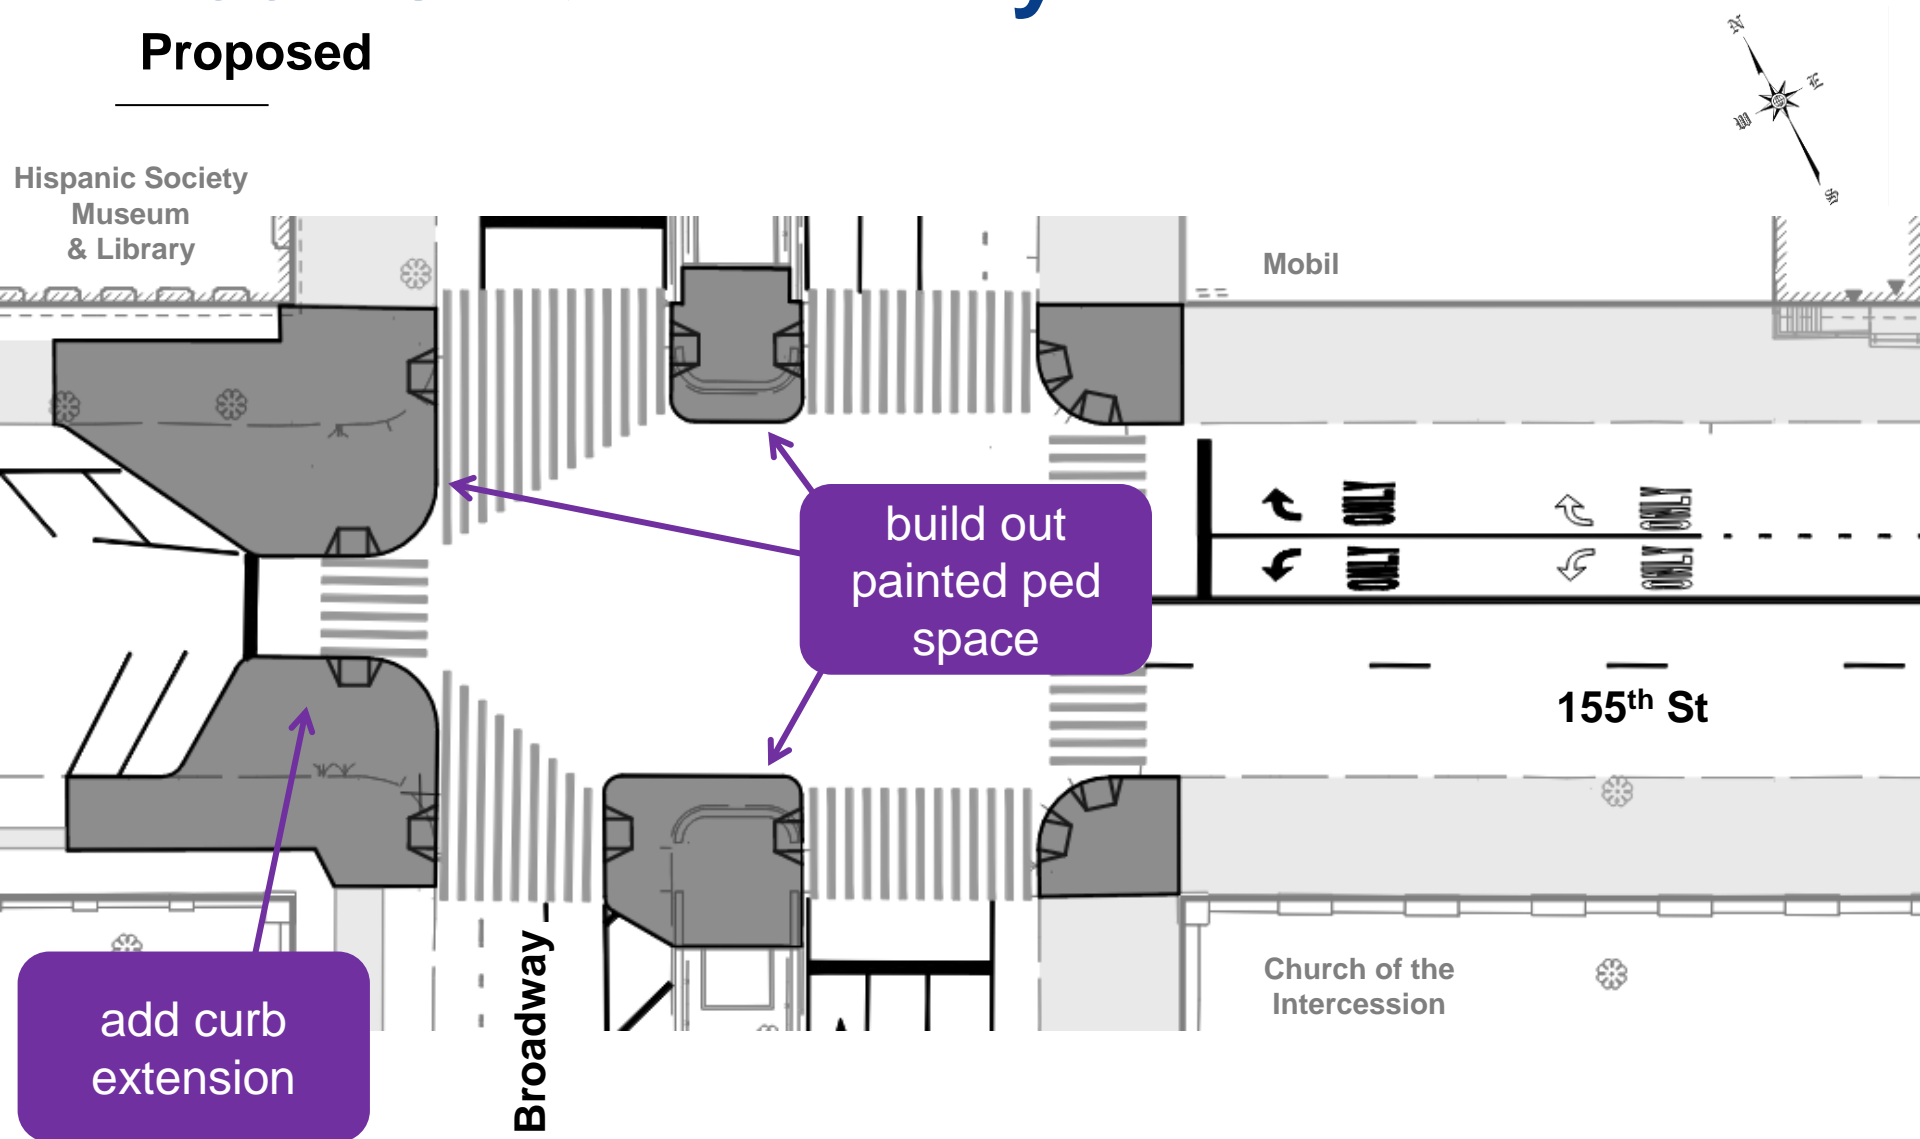 Proposed
N
E
W
S
Hispanic Society
Museum
& Library
Mobil
build out
painted ped
space
ONLY
ONLY
ONLY
ONLY
155th St
Broadway
Church of the
Intercession
add curb
extension